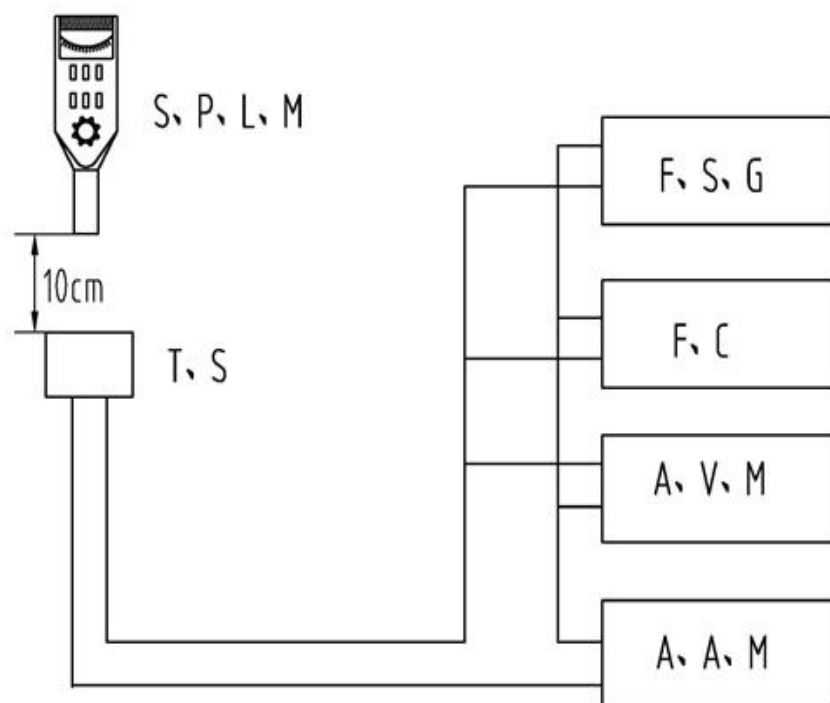 S、P、L、M
F、S、G
10cm
F、C
T、S
A、V、M
A、A、M